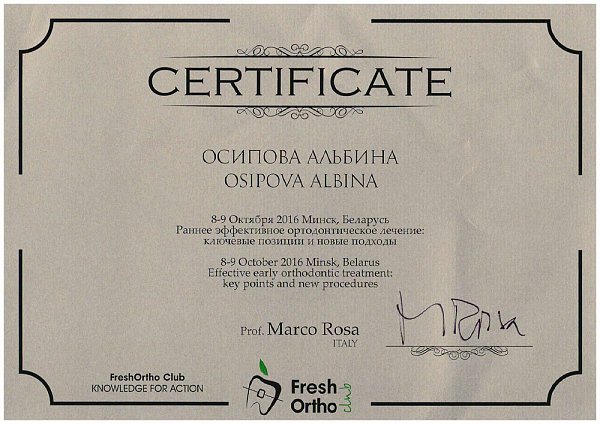 CERTIFICATE
ОСИПОВА АЛЬБИНА
OSIPOVA ALBINA
8-9 Октября 2016 Минск, Беларусь
Раннее эффективное ортодонтическое лечение:
ключевые позиции и новые подходы
8-9 October 2016 Minsk, Belarus
Effective early orthodontic treatment:
key points and new procedures
Prof. Marco Rosa
ITALY
M Rosa
FreshOrtho Club
KNOWLEDGE FOR ACTION
Fresh
Ortho club